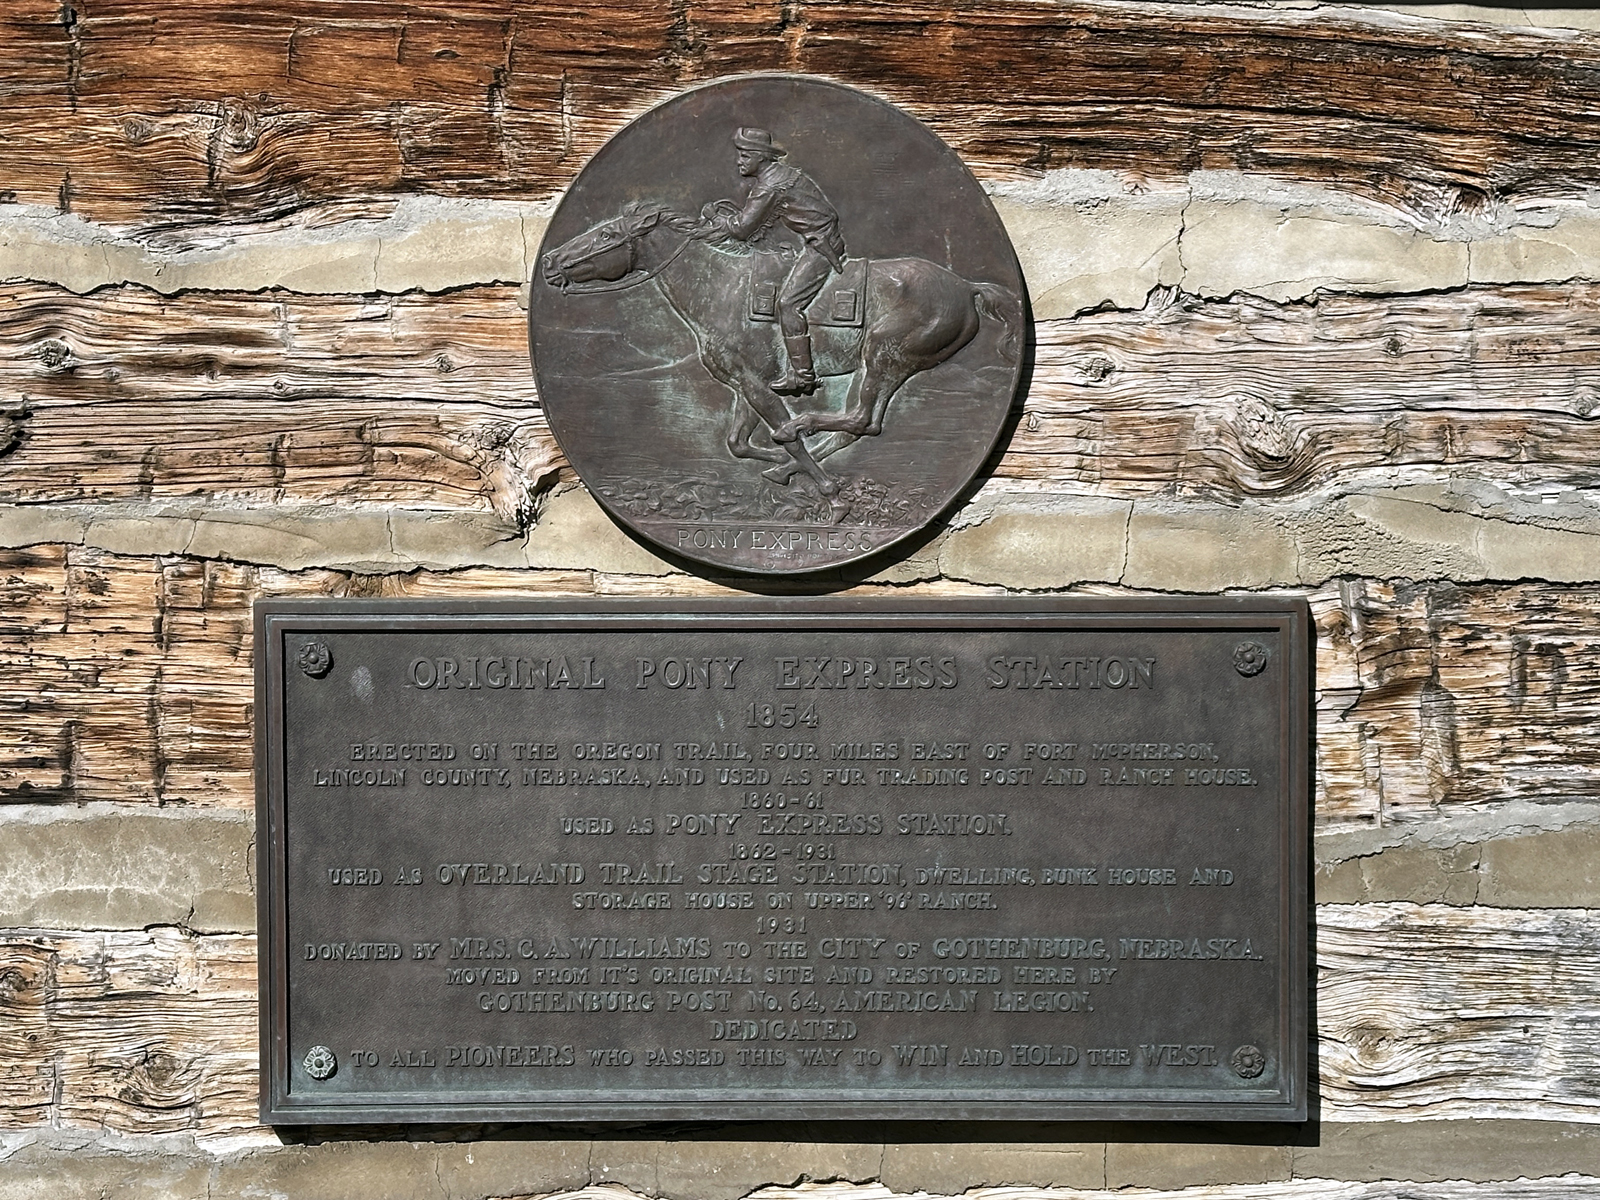 PONY EXPRESS
ORIGINAL PONY EXPRESS STATION
1854
ERECTED ON THE OREGON TRAIL, FOUR MILES EAST OF FORT McPHERSON,
LINCOLN COUNTY, NEBRASKA, AND USED AS FUR TRADING POST AND RANCH HOUSE.
1860-61
USED AS PONY EXPRESS STATION.
1862-1931
USED AS OVERLAND TRAIL STAGE STATION, DWELLING, BUNK HOUSE AND
STORAGE HOUSE ON UPPER "96" RANCH.
1931
DONATED BY MRS. C. A. WILLIAMS TO THE CITY OF GOTHENBURG, NEBRASKA.
MOVED FROM IT'S ORIGINAL SITE AND RESTORED HERE BY
GOTHENBURG POST No. 64, AMERICAN LEGION.
DEDICATED
TO ALL PIONEERS WHO PASSED THIS WAY TO WIN AND HOLD THE WEST.